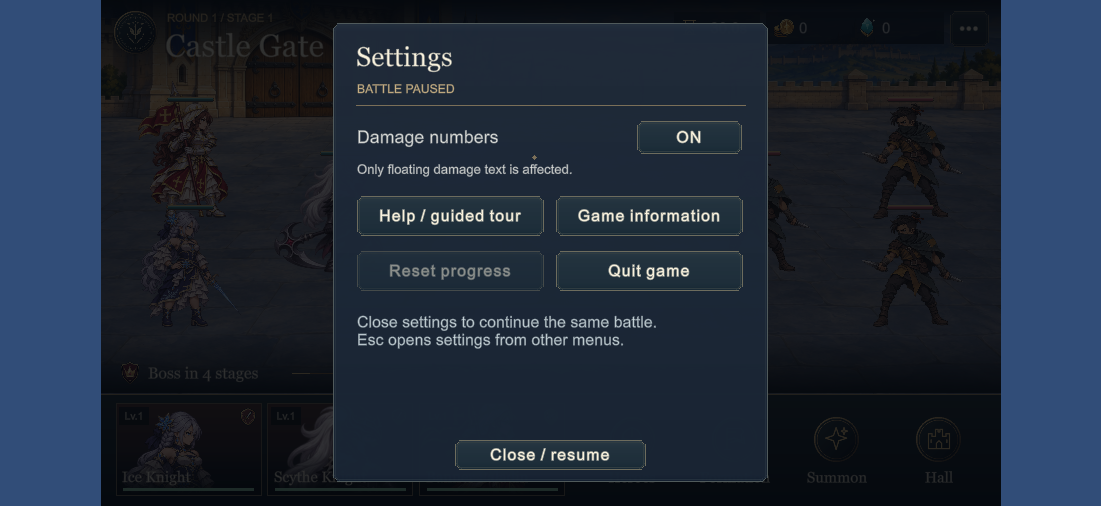 ROUND 1 / STAGE 1
Castle Gate
0
0
Settings
BATTLE PAUSED
Damage numbers
ON
Only floating damage text is affected.
Help / guided tour
Game information
Reset progress
Quit game
Close settings to continue the same battle.
Esc opens settings from other menus.
Boss in 4 stages
Lv.1
Lv.1
Ice Knight
Scythe
Close / resume
Summon
Hall